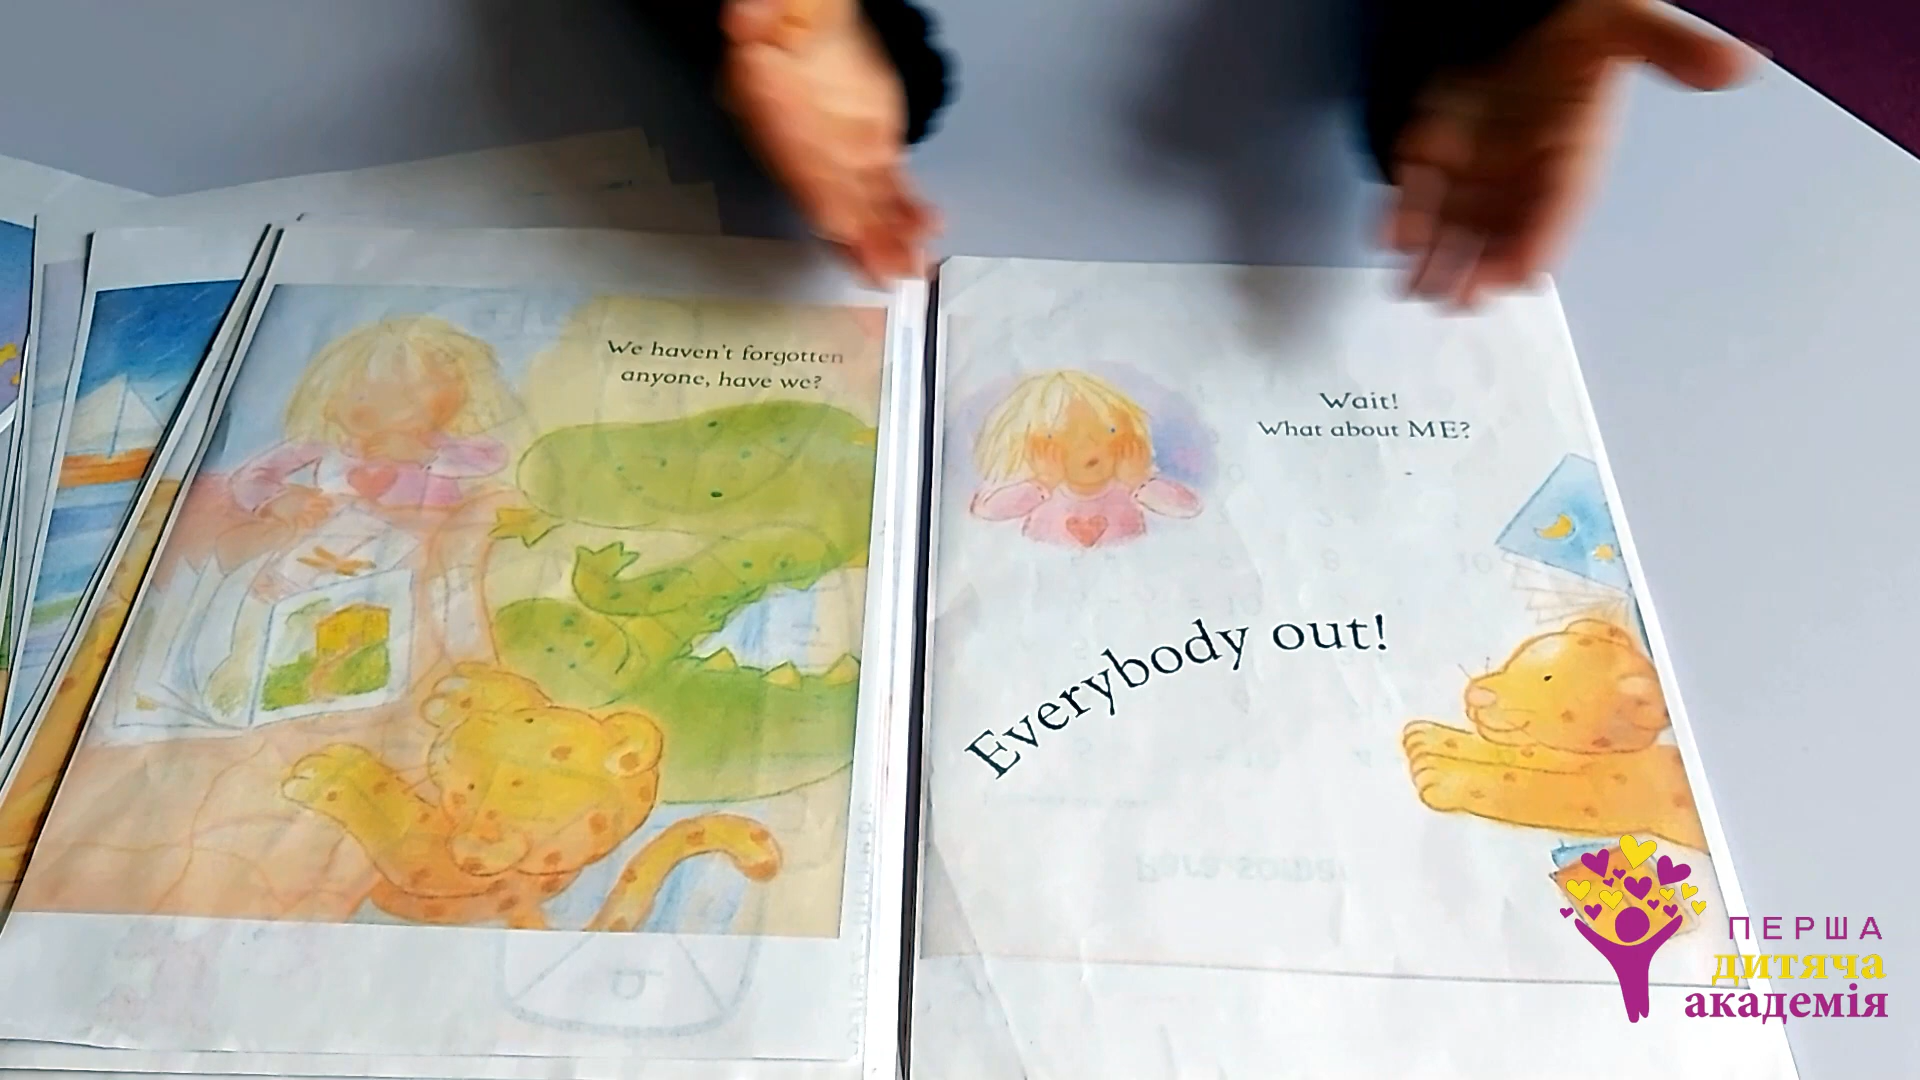 We haven't forgotten
anyone, have we?
Wait!
What about ME?
Everybody out!
ПЕРША
дитяча
академія